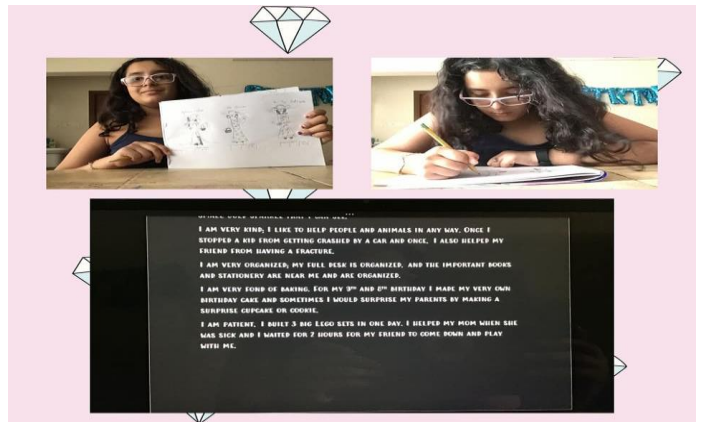 I AM VERY KIND; I LIKE TO HELP PEOPLE AND ANIMALS IN ANY WAY. ONCE I
STOPPED A KID FROM GETTING CRASHED BY A CAR AND ONCE, I ALSO HELPED MY
FRIEND FROM HAVING A FRACTURE.
I AM VERY ORGANIZED; MY FULL DESK IS ORGANIZED, AND THE IMPORTANT BOOKS
AND STATIONERY ARE NEAR ME AND ARE ORGANIZED.
I AM VERY FOND OF BAKING. FOR MY 9TH AND 8TH BIRTHDAY I MADE MY VERY OWN
BIRTHDAY CAKE AND SOMETIMES I WOULD SURPRISE MY PARENTS BY MAKING A
SURPRISE CUPCAKE OR COOKIE.
I AM PATIENT, I BUILT 3 BIG LEGO SETS IN ONE DAY. I HELPED MY MOM WHEN SHE
WAS SICK AND I WAITED FOR 2 HOURS FOR MY FRIEND TO COME DOWN AND PLAY
WITH ME.